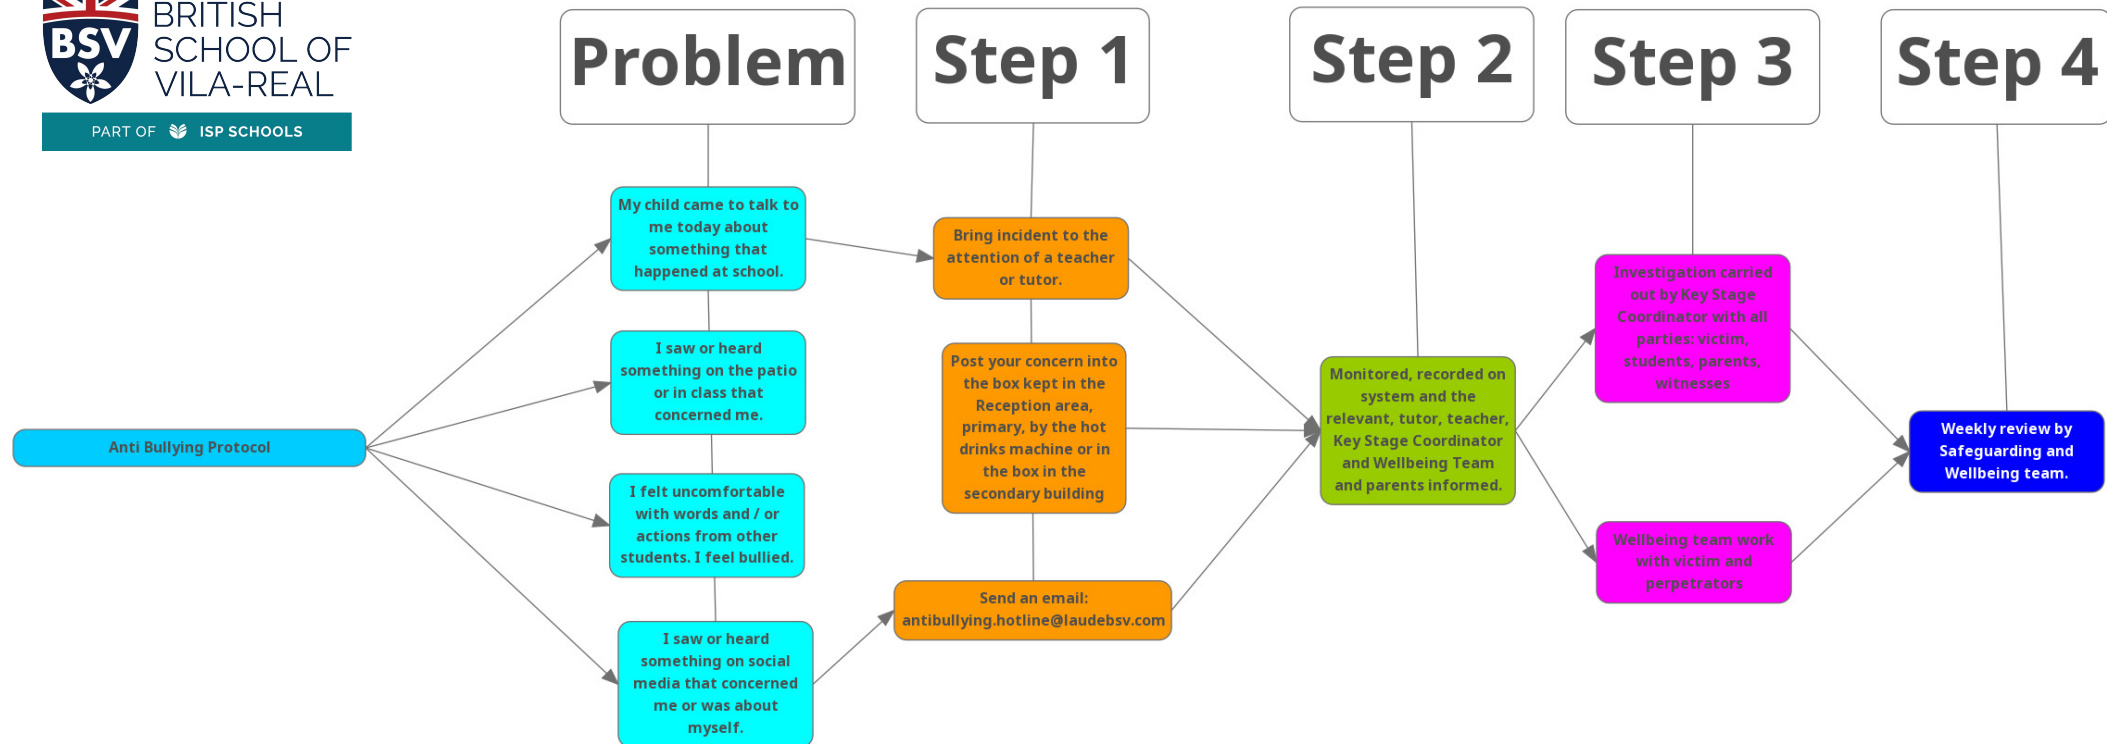 BRITISH
SCHOOL OF
VILA-REAL
BSV
PART OF ISP SCHOOLS
Problem
Step 1
Step 2
Step 3
Step 4
Anti Bullying Protocol
My child came to talk to
me today about
something that
happened at school.
I saw or heard
something on the patio
or in class that
concerned me.
I felt uncomfortable
with words and / or
actions from other
students. I feel bullied.
I saw or heard
something on social
media that concerned
me or was about
myself.
Bring incident to the
attention of a teacher
or tutor.
Post your concern into
the box kept in the
Reception area,
primary, by the hot
drinks machine or in
the box in the
secondary building
Send an email:
antibullying.hotline@laudebsv.com
Monitored, recorded on
system and the
relevant, tutor, teacher,
Key Stage Coordinator
and Wellbeing Team
and parents informed.
Investigation carried
out by Key Stage
Coordinator with all
parties: victim,
students, parents,
witnesses
Wellbeing team work
with victim and
perpetrators
Weekly review by
Safeguarding and
Wellbeing team.